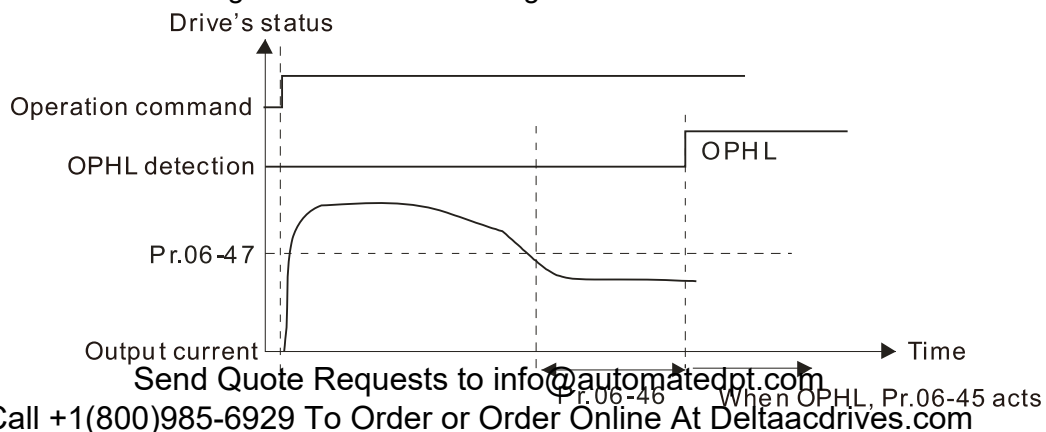 Drive's status
Operation command
OPHL detection
OPHL
Pr.06-47
Output current
Time
Pr.06-46
When OPHL, Pr.06-45 acts
Send Quote Requests to info@automatedpt.com
Call +1(800)985-6929 To Order or Order Online At Deltaacdrives.com